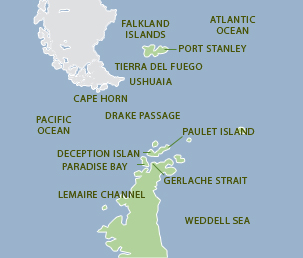 FALKLAND
ISLANDS
ATLANTIC
OCEAN
PORT STANLEY
TIERRA DEL FUEGO
USHUAIA
CAPE HORN
DRAKE PASSAGE
PACIFIC
OCEAN
PAULET ISLAND
DECEPTION ISLAN
PARADISE BAY
GERLACHE STRAIT
LEMAIRE CHANNEL
WEDDELL SEA